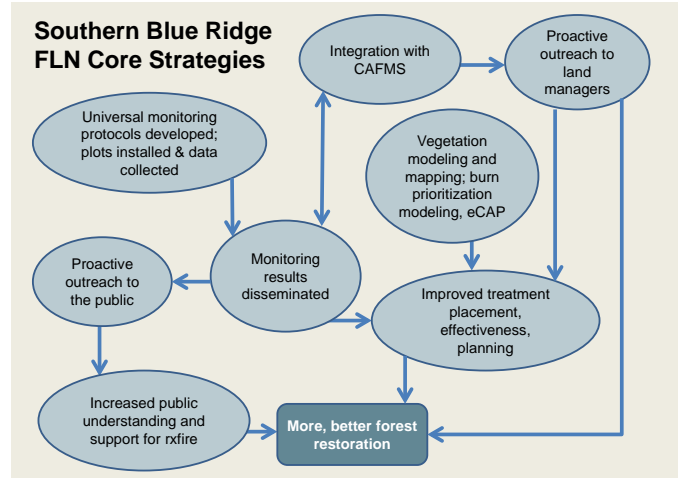 Southern Blue Ridge
FLN Core Strategies
Integration with
CAFMS
Proactive
outreach to
land
managers
Universal monitoring
protocols developed;
plots installed & data
collected
Vegetation
modeling and
mapping; burn
prioritization
modeling, eCAP
Monitoring
results
disseminated
Proactive
outreach to
the public
Improved treatment
placement,
effectiveness,
planning
Increased public
understanding and
support for rxfire
More, better forest
restoration